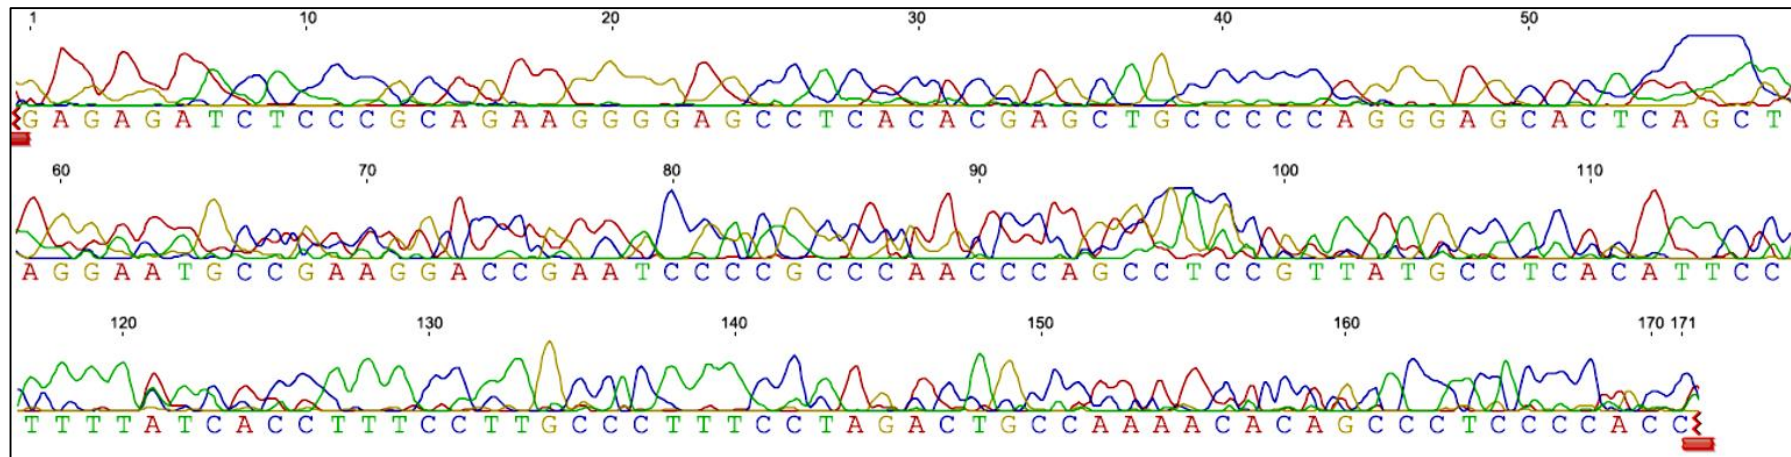 1 10 20 30 40 50
GAGAGATCTCCCGCAGAAGGGGAGCCTCACACGAGCTGCCCCCAGGGAGCACTCAGCT
60 70 80 90 100 110
AGGAATGCCGAAGGACCGAATCCCCGCCCAACCCAGCCTCCGTTATGCCTCACATTCC
120 130 140 150 160 170 171
TTTTATCACCTTTCCTTGCCCTTTCCTAGACTGCCAAAACACAGCCCTCCCCACC